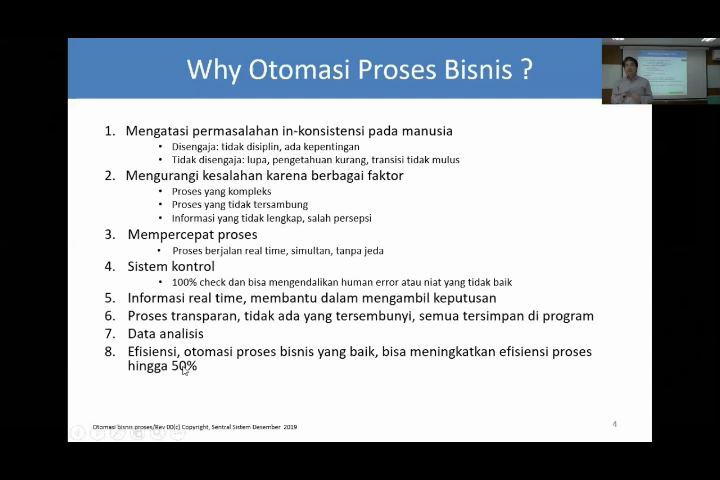 Why Otomasi Proses Bisnis ?
1. Mengatasi permasalahan in-konsistensi pada manusia
• Disengaja: tidak disiplin, ada kepentingan
• Tidak disengaja: lupa, pengetahuan kurang, transisi tidak mulus
2. Mengurangi kesalahan karena berbagai faktor
• Proses yang kompleks
• Proses yang tidak tersambung
• Informasi yang tidak lengkap, salah persepsi
3. Mempercepat proses
• Proses berjalan real time, simultan, tanpa jeda
4. Sistem kontrol
• 100% check dan bisa mengendalikan human error atau niat yang tidak baik
5. Informasi real time, membantu dalam mengambil keputusan
6. Proses transparan, tidak ada yang tersembunyi, semua tersimpan di program
7. Data analisis
8. Efisiensi, otomasi proses bisnis yang baik, bisa meningkatkan efisiensi proses
hingga 50%
Otomasi bisnis proses/Rev 00(c) Copyright, Sentral Sistem Desember 2019
4